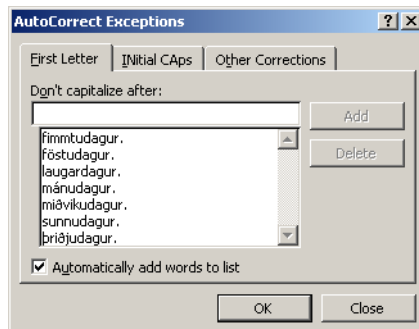 AutoCorrect Exceptions
First Letter INitial CAps Other Corrections
Don't capitalize after:
Add
fimmtudagur.
föstudagur.
laugardagur.
mánudagur.
miðvikudagur.
sunnudagur.
þriðjudagur.
Delete
Automatically add words to list
OK Close